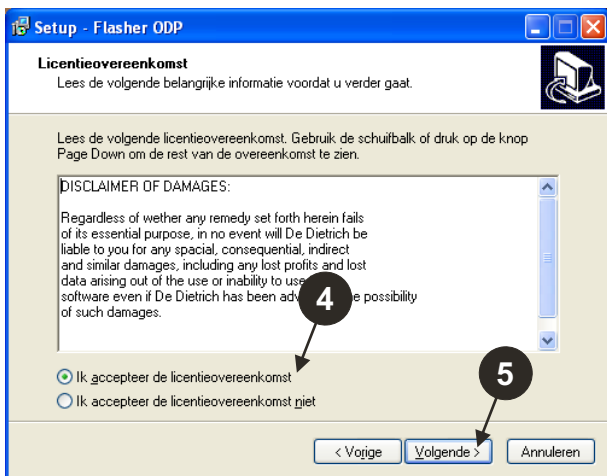 Setup - Flasher ODP
Licentieovereenkomst
Lees de volgende belangrijke informatie voordat u verder gaat.
Lees de volgende licentieovereenkomst. Gebruik de schuifbalk of druk op de knop
Page Down om de rest van de overeenkomst te zien.
DISCLAIMER OF DAMAGES:
Regardless of wether any remedy set forth herein fails
of its essential purpose, in no event will De Dietrich be
liable to you for any spacial, consequential, indirect
and similar damages, including any lost profits and lost
data arising out of the use or inability to use
software even if De Dietrich has been adv e possibility
of such damages.
4
Ik accepteer de licentieovereenkomst
5
Ik accepteer de licentieovereenkomst niet
< Vorige
Volgende >
Annuleren